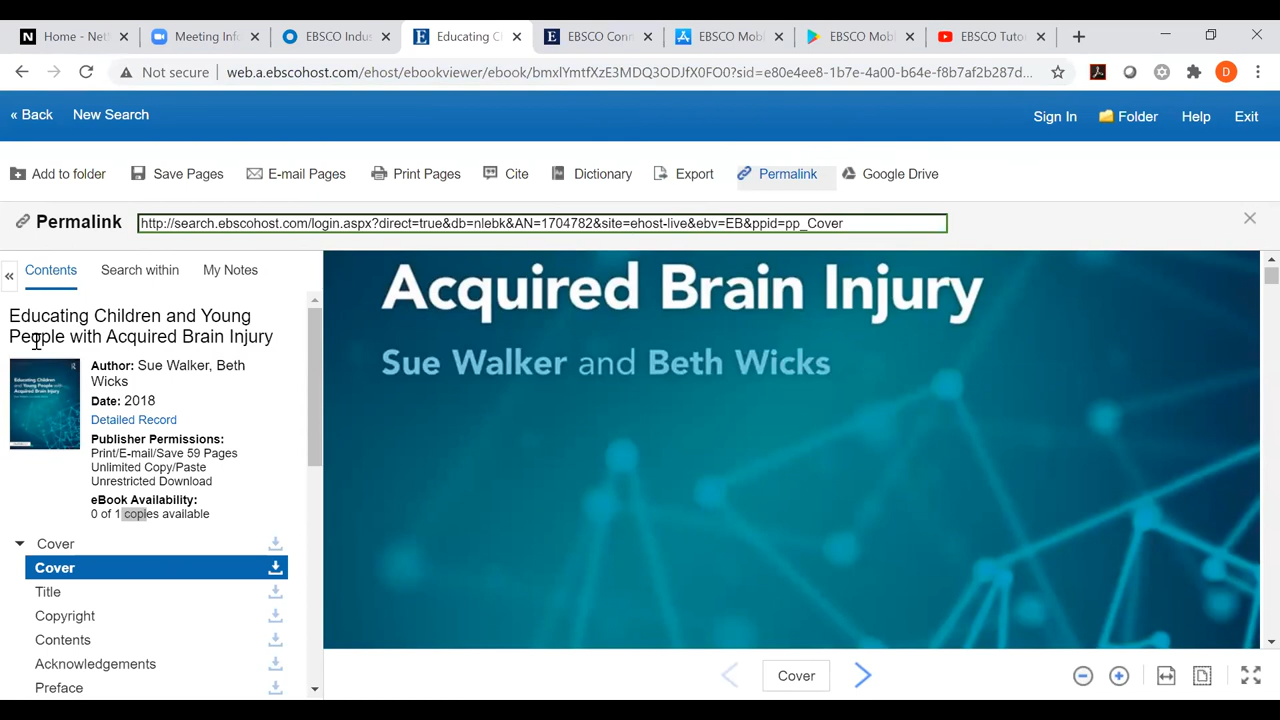 Home - Net
Meeting Inf
EBSCO Indu
Educating C
EBSCO Conn
EBSCO Mobi
EBSCO Mobi
EBSCO Tuto
Not secure
web.a.ebscohost.com/ehost/ebookviewer/ebook/bmxlYmtfXzE3MDQ3ODJfX0FO0?sid=e80e4ee8-1b7e-4a00-b64e-f8b7af2b287d...
D
« Back
New Search
Sign In
Folder
Help
Exit
Add to folder
Save Pages
E-mail Pages
Print Pages
Cite
Dictionary
Export
Permalink
Google Drive
Permalink
http://search.ebscohost.com/login.aspx?direct=true&db=nlebk&AN=1704782&site=ehost-live&ebv=EB&ppid=pp_Cover
Contents
Search within
My Notes
Educating Children and Young
People with Acquired Brain Injury
Author: Sue Walker, Beth
Wicks
Date: 2018
Detailed Record
Publisher Permissions:
Print/E-mail/Save 59 Pages
Unlimited Copy/Paste
Unrestricted Download
eBook Availability:
0 of 1 copies available
Cover
Cover
Title
Copyright
Contents
Acknowledgements
Preface
Acquired Brain Injury
Sue Walker and Beth Wicks
Cover